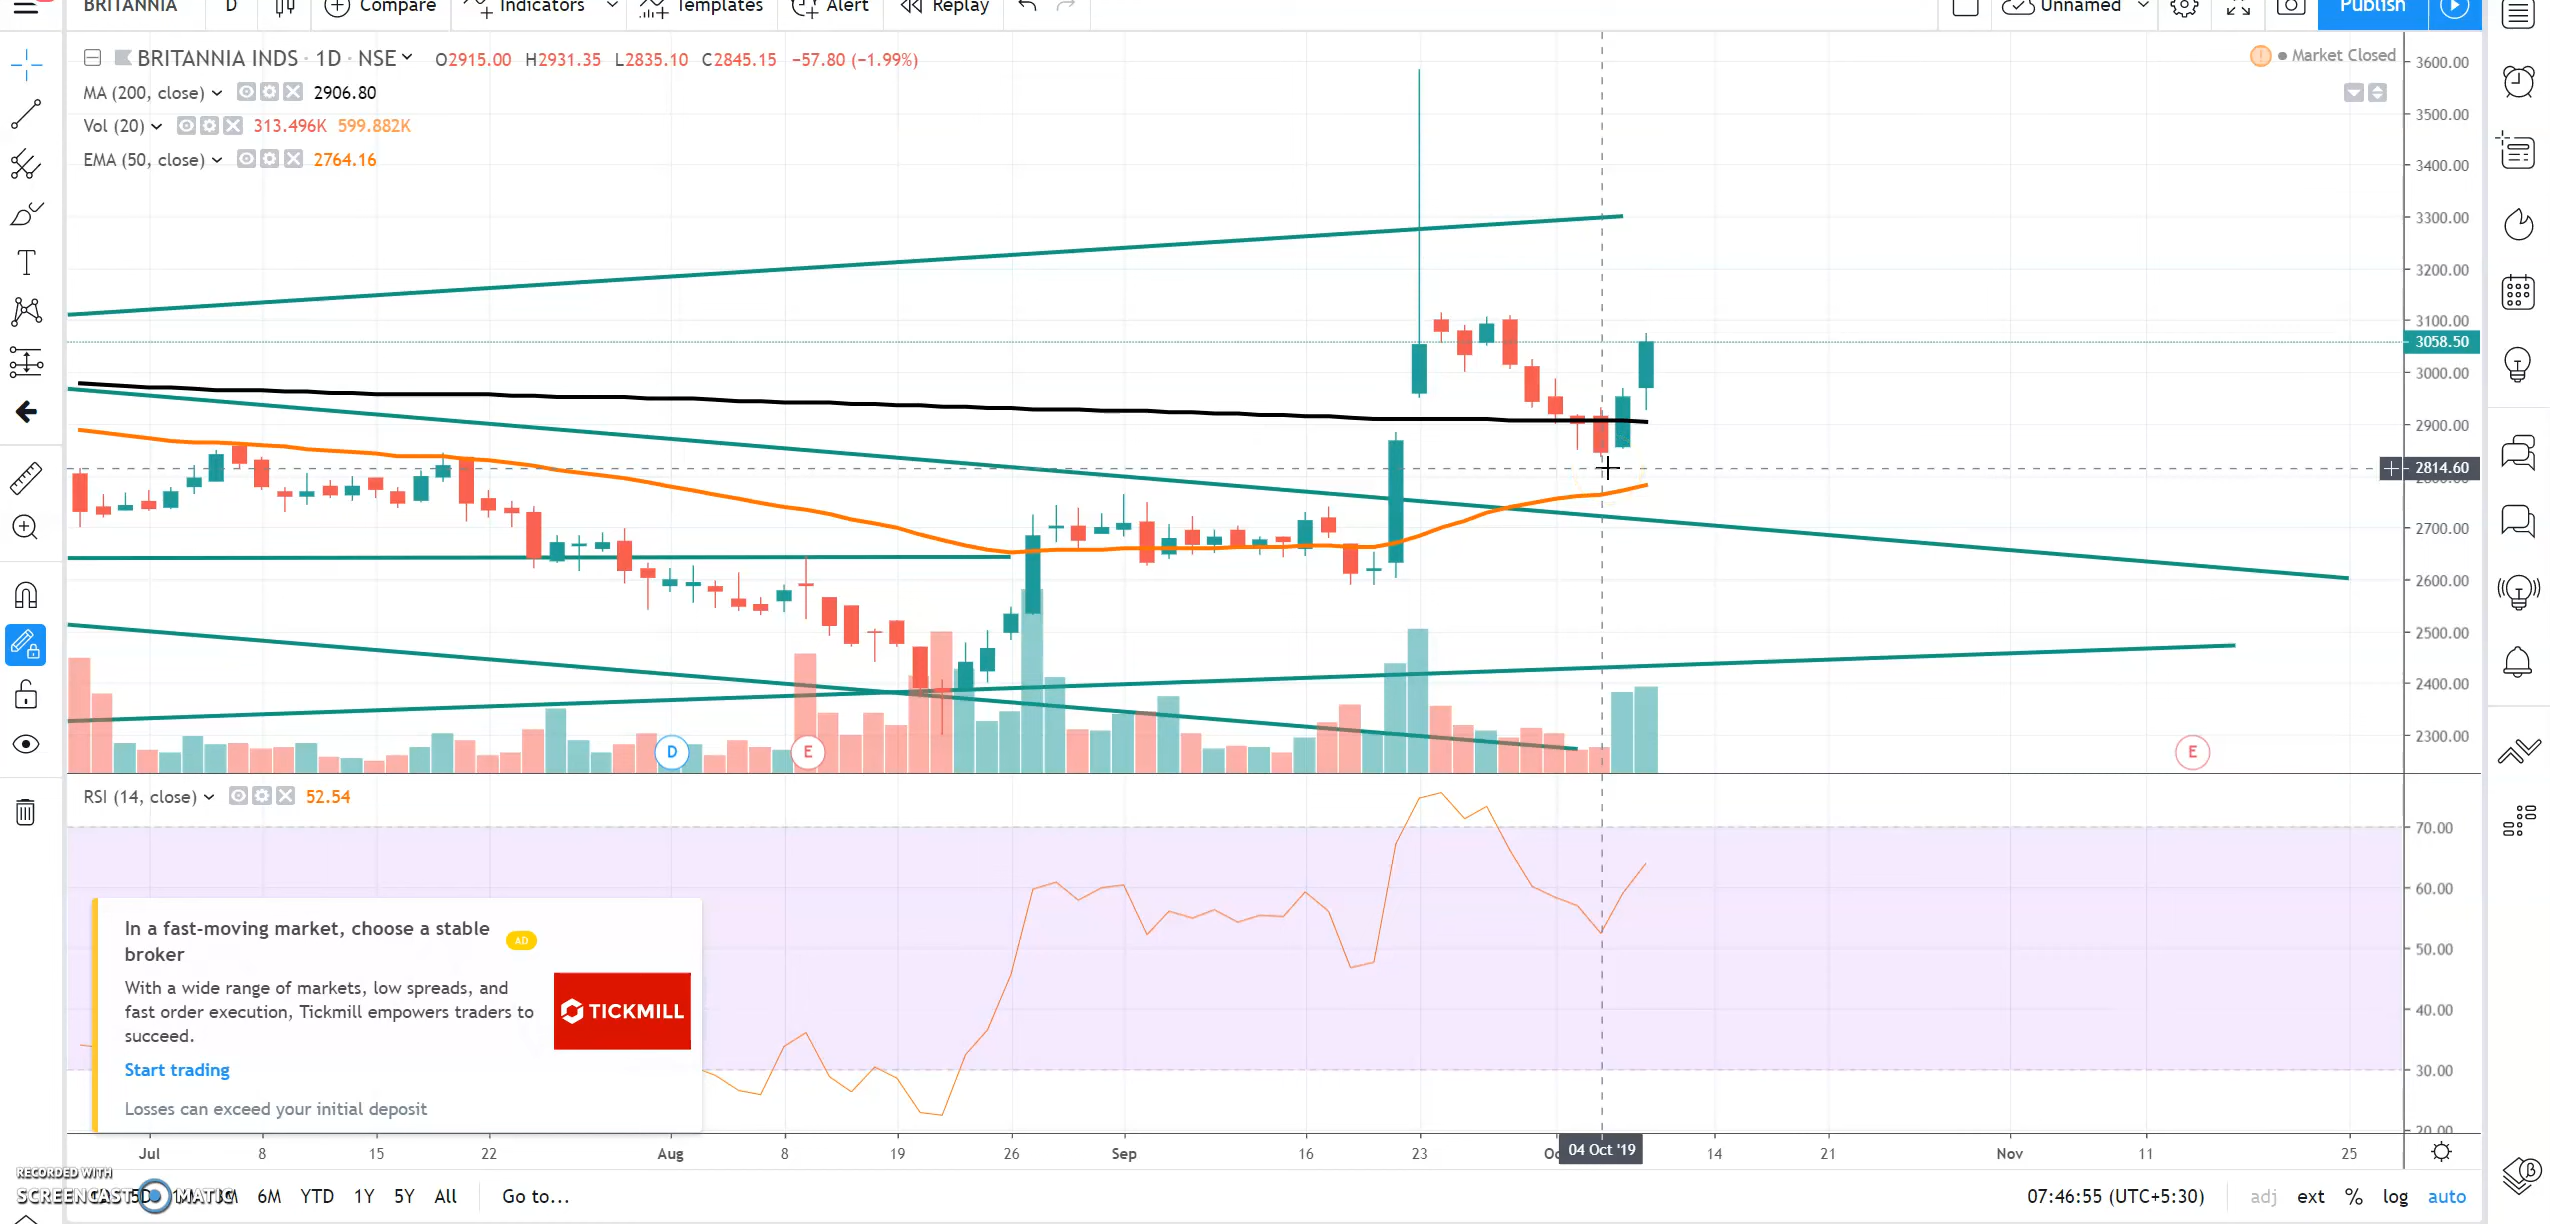 BRITANNIA D Compare Indicators Templates Alert Replay Unnamed Publish
BRITANNIA INDS · 1D · NSE O2915.00 H2931.35 L2835.10 C2845.15 −57.80 (−1.99%)
Market Closed
MA (200, close) 2906.80
Vol (20) 313.496K 599.882K
EMA (50, close) 2764.16
3600.00
3500.00
3400.00
3300.00
3200.00
3100.00
3058.50
3000.00
2900.00
2814.60
2700.00
2600.00
2500.00
2400.00
2300.00
D
E
E
RSI (14, close) 52.54
70.00
60.00
50.00
40.00
30.00
20.00
In a fast-moving market, choose a stable
broker
AD
With a wide range of markets, low spreads, and
fast order execution, Tickmill empowers traders to
succeed.
TICKMILL
Start trading
Losses can exceed your initial deposit
Jul 8 15 22 Aug 8 19 26 Sep 16 23 04 Oct '19 14 21 Nov 11 25
RECORDED WITH
SCREENCAST MATIC
5D 3M 6M YTD 1Y 5Y All Go to... 07:46:55 (UTC+5:30) adj ext % log auto